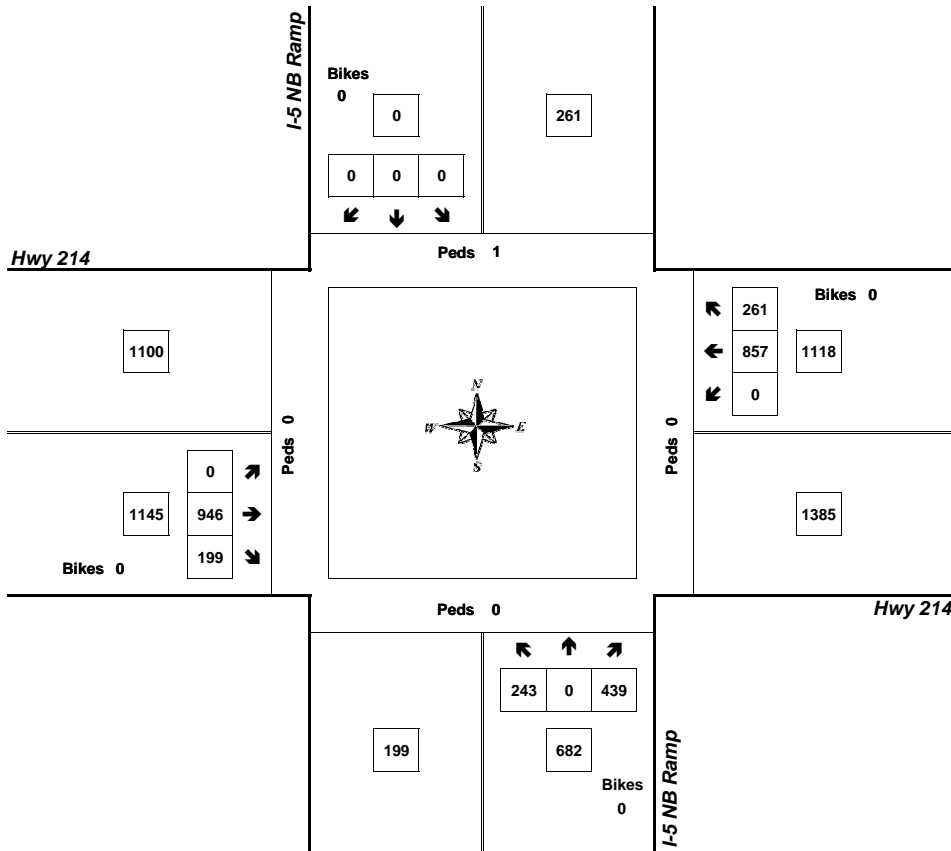 I-5 NB Ramp
Bikes
0
0
261
0 0 0
Peds 1
Hwy 214
1100
Bikes 0
261
857 1118
0
Peds 0
N
W E
S
Peds 0
0
1145 946
199
Bikes 0
1385
Peds 0
Hwy 214
243 0 439
199
682
Bikes
0
I-5 NB Ramp